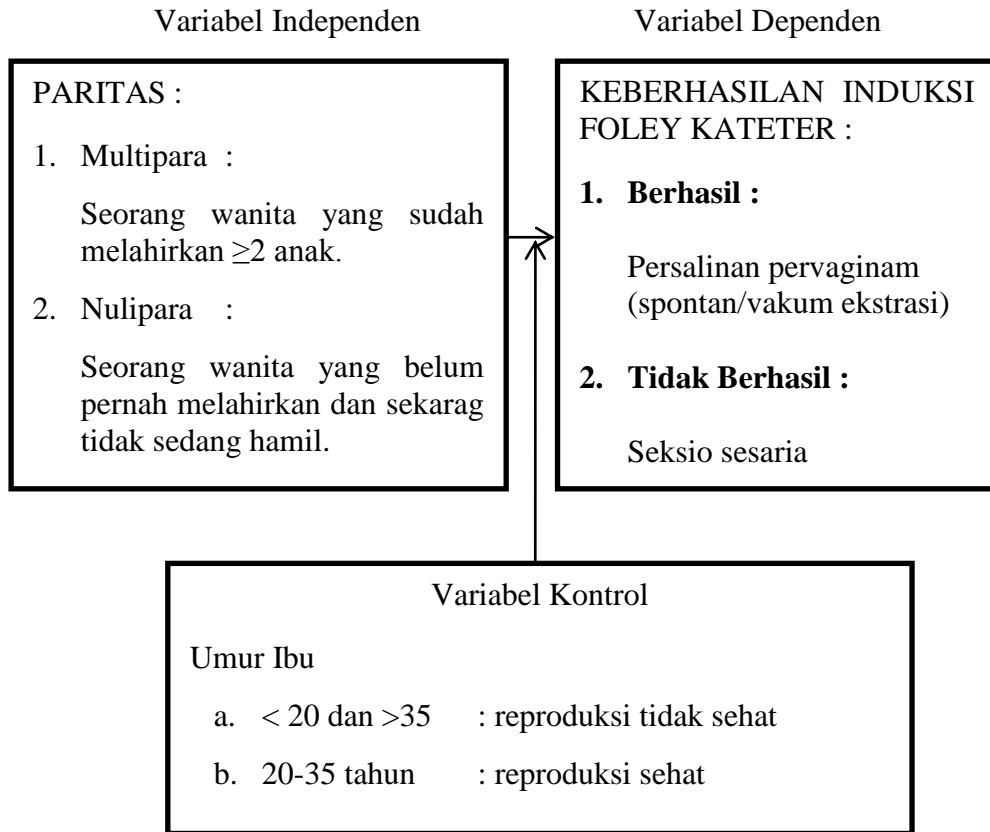 Variabel Independen
Variabel Dependen
PARITAS :
1. Multipara :
Seorang wanita yang sudah
melahirkan ≥2 anak.
2. Nulipara :
Seorang wanita yang belum
pernah melahirkan dan sekarag
tidak sedang hamil.
KEBERHASILAN INDUKSI
FOLEY KATETER :
1. Berhasil :
Persalinan pervaginam
(spontan/vakum ekstrasi)
2. Tidak Berhasil :
Seksio sesaria
Variabel Kontrol
Umur Ibu
a. < 20 dan >35 : reproduksi tidak sehat
b. 20-35 tahun : reproduksi sehat